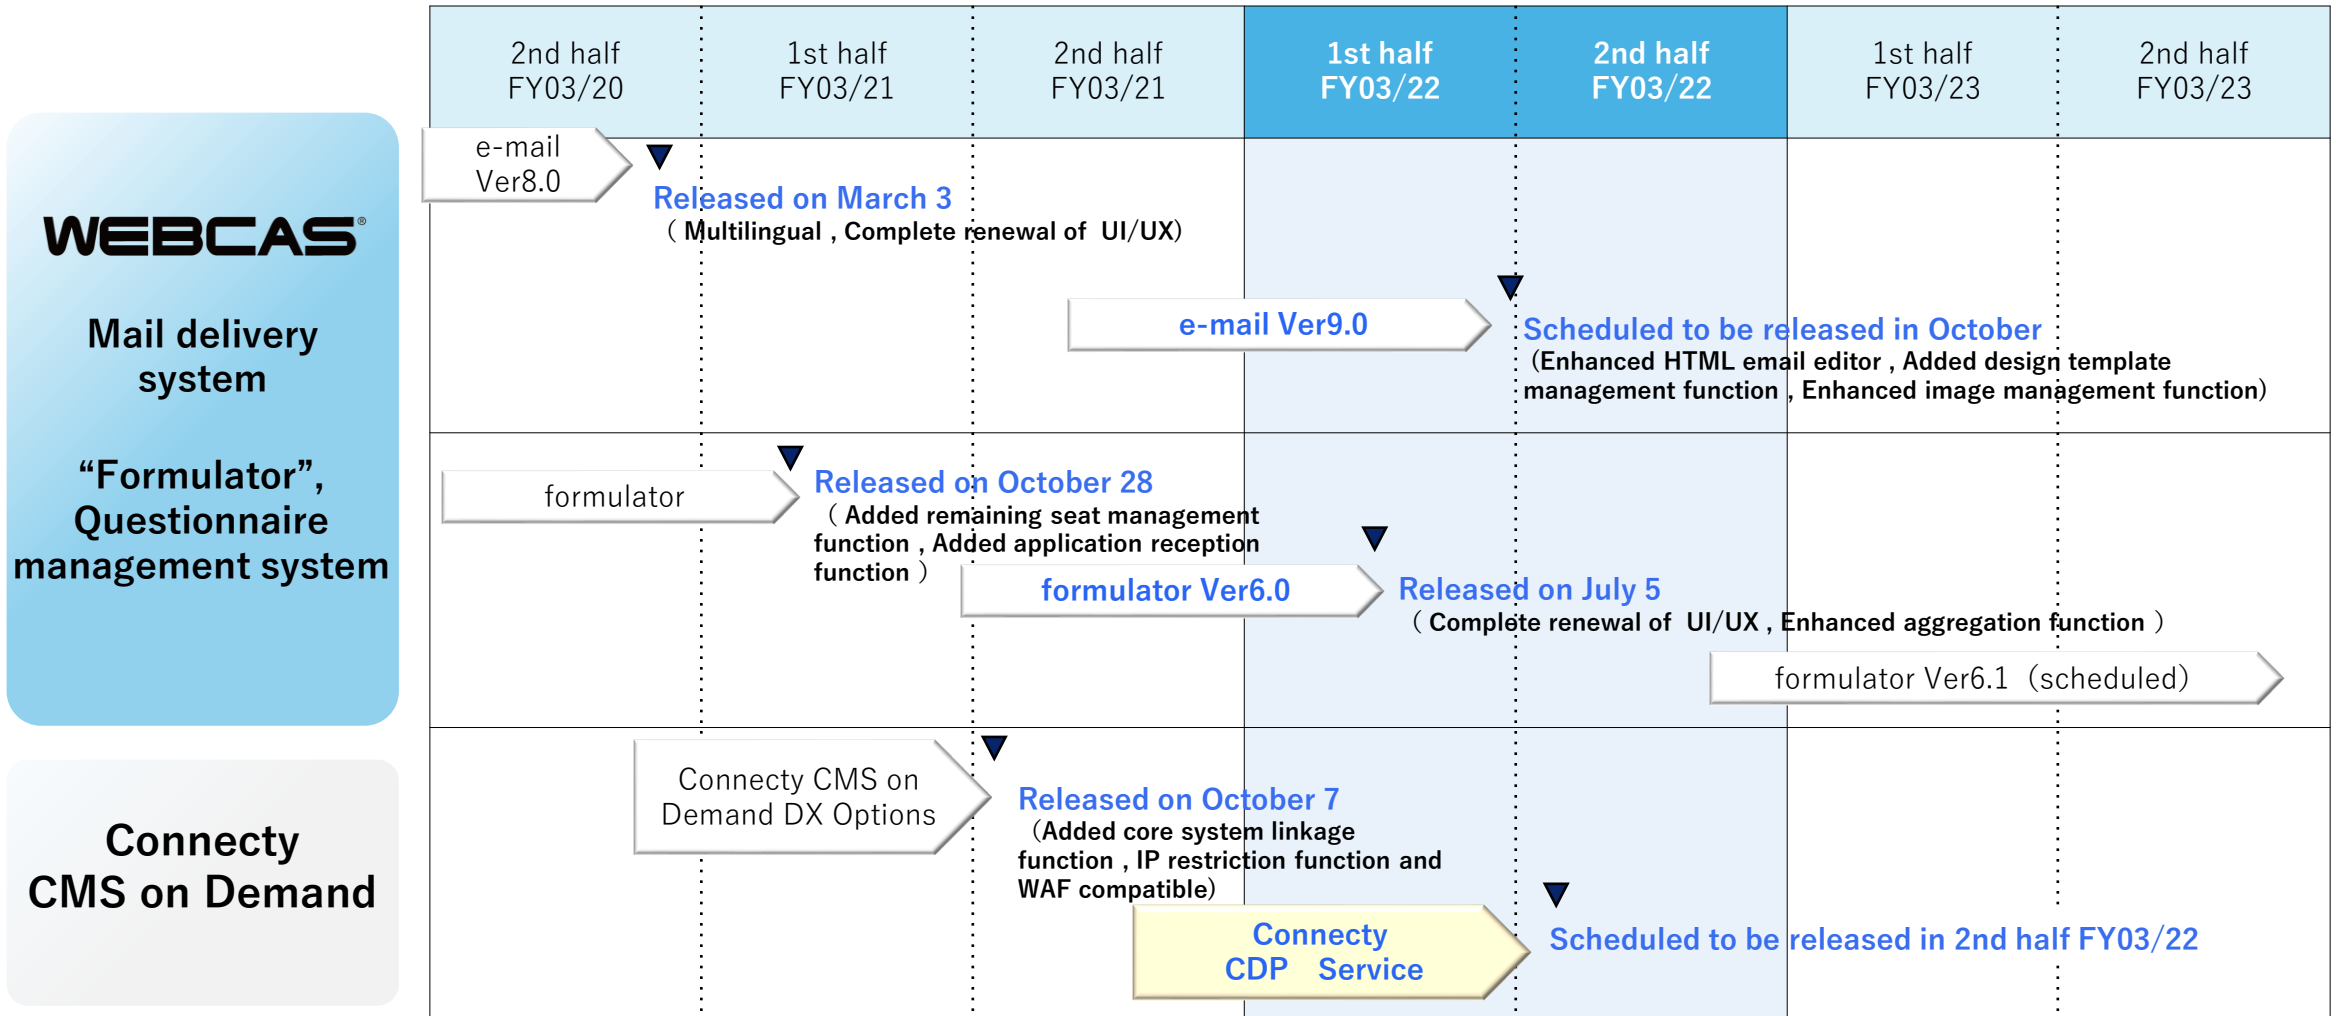 2nd half
FY03/20
1st half
FY03/21
2nd half
FY03/21
1st half
FY03/22
2nd half
FY03/22
1st half
FY03/23
2nd half
FY03/23
WEBCAS®
Mail delivery
system
“Formulator”,
Questionnaire
management system
e-mail
Ver8.0
Released on March 3
（ Multilingual , Complete renewal of UI/UX)
e-mail Ver9.0
Scheduled to be released in October
(Enhanced HTML email editor , Added design template
management function , Enhanced image management function)
formulator
Released on October 28
（ Added remaining seat management
function , Added application reception
function ）
formulator Ver6.0
Released on July 5
（ Complete renewal of UI/UX , Enhanced aggregation function ）
formulator Ver6.1（scheduled）
Connecty
CMS on Demand
Connecty CMS on
Demand DX Options
Released on October 7
（Added core system linkage
function , IP restriction function and
WAF compatible)
Connecty
CDP　Service
Scheduled to be released in 2nd half FY03/22